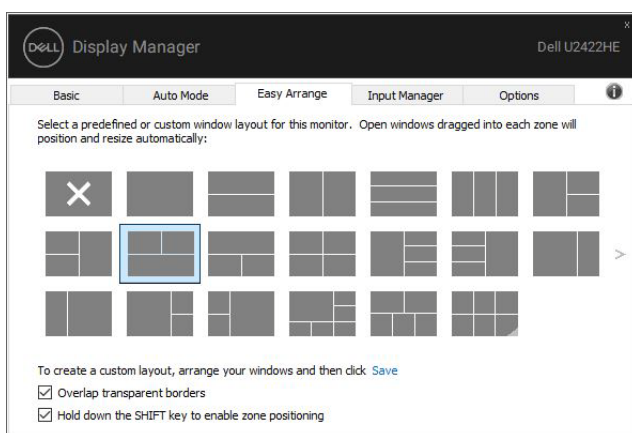 x
DELL Display Manager Dell U2422HE
Basic Auto Mode Easy Arrange Input Manager Options i
Select a predefined or custom window layout for this monitor. Open windows dragged into each zone will
position and resize automatically:
>
To create a custom layout, arrange your windows and then click Save
Overlap transparent borders
Hold down the SHIFT key to enable zone positioning